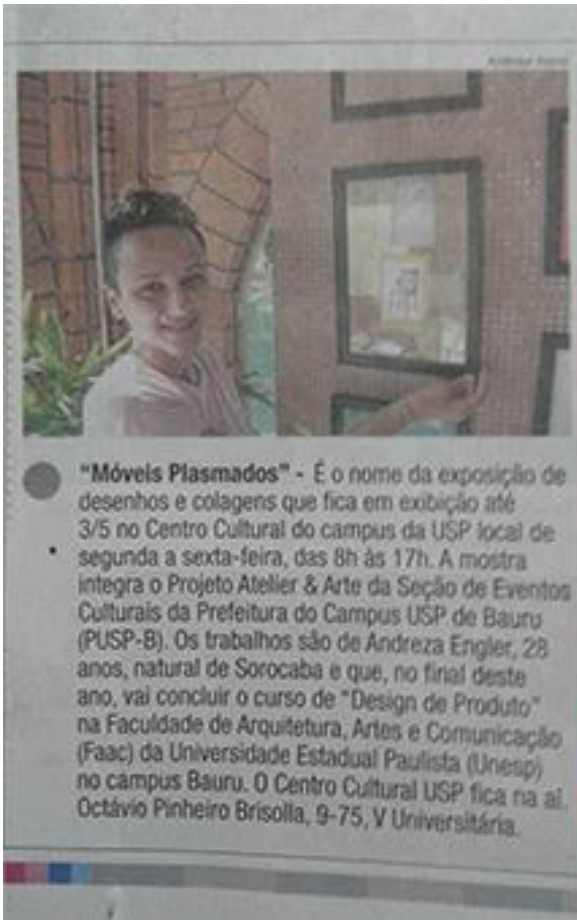 "Móveis Plasmados" - É o nome da exposição de
desenhos e colagens que fica em exibição até
3/5 no Centro Cultural do campus da USP local de
segunda a sexta-feira, das 8h às 17h. A mostra
integra o Projeto Atelier & Arte da Seção de Eventos
Culturais da Prefeitura do Campus USP de Bauru
(PUSP-B). Os trabalhos são de Andreza Engler, 28
anos, natural de Sorocaba e que, no final deste
ano, vai concluir o curso de "Design de Produto"
na Faculdade de Arquitetura, Artes e Comunicação
(Faac) da Universidade Estadual Paulista (Unesp)
no campus Bauru. O Centro Cultural USP fica na al.
Octávio Pinheiro Brisolla, 9-75, V Universitária.